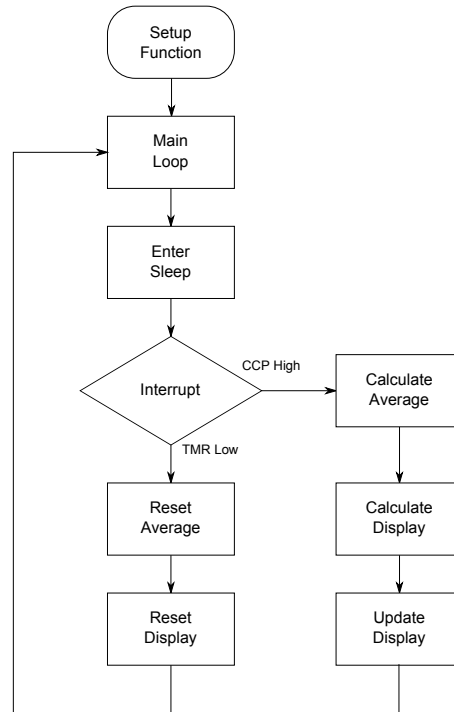 Setup
Function
Main
Loop
Enter
Sleep
Interrupt
CCP High
Calculate
Average
TMR Low
Reset
Average
Calculate
Display
Reset
Display
Update
Display